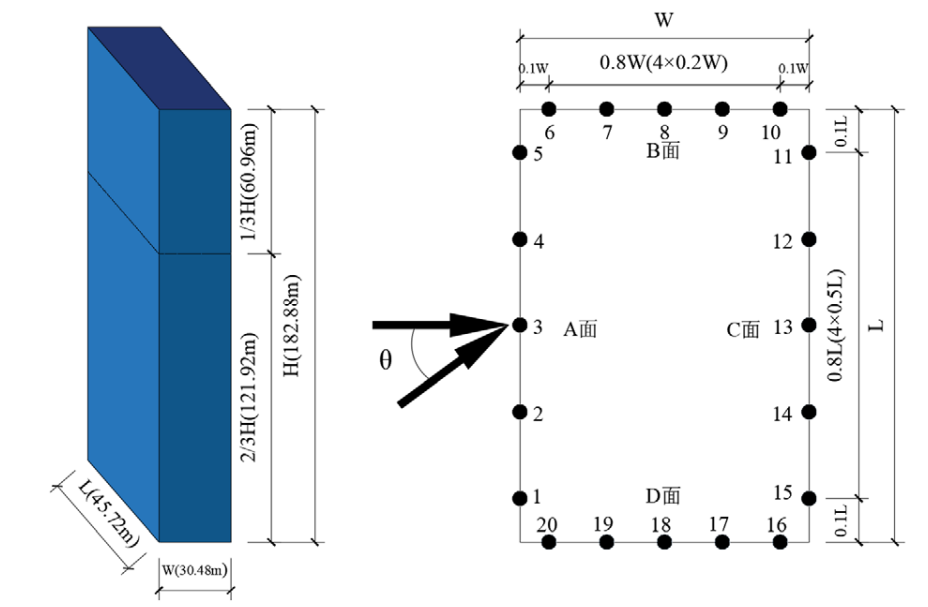 1/3H(60.96m)
2/3H(121.92m)
H(182.88m)
L(45.72m)
W(30.48m)
W
0.1W
0.8W(4×0.2W)
0.1W
6
7
8
9
10
B面
5
11
0.1L
4
12
3
A面
C面
13
θ
0.8L(4×0.5L)
L
2
14
1
D面
15
20
19
18
17
16
0.1L